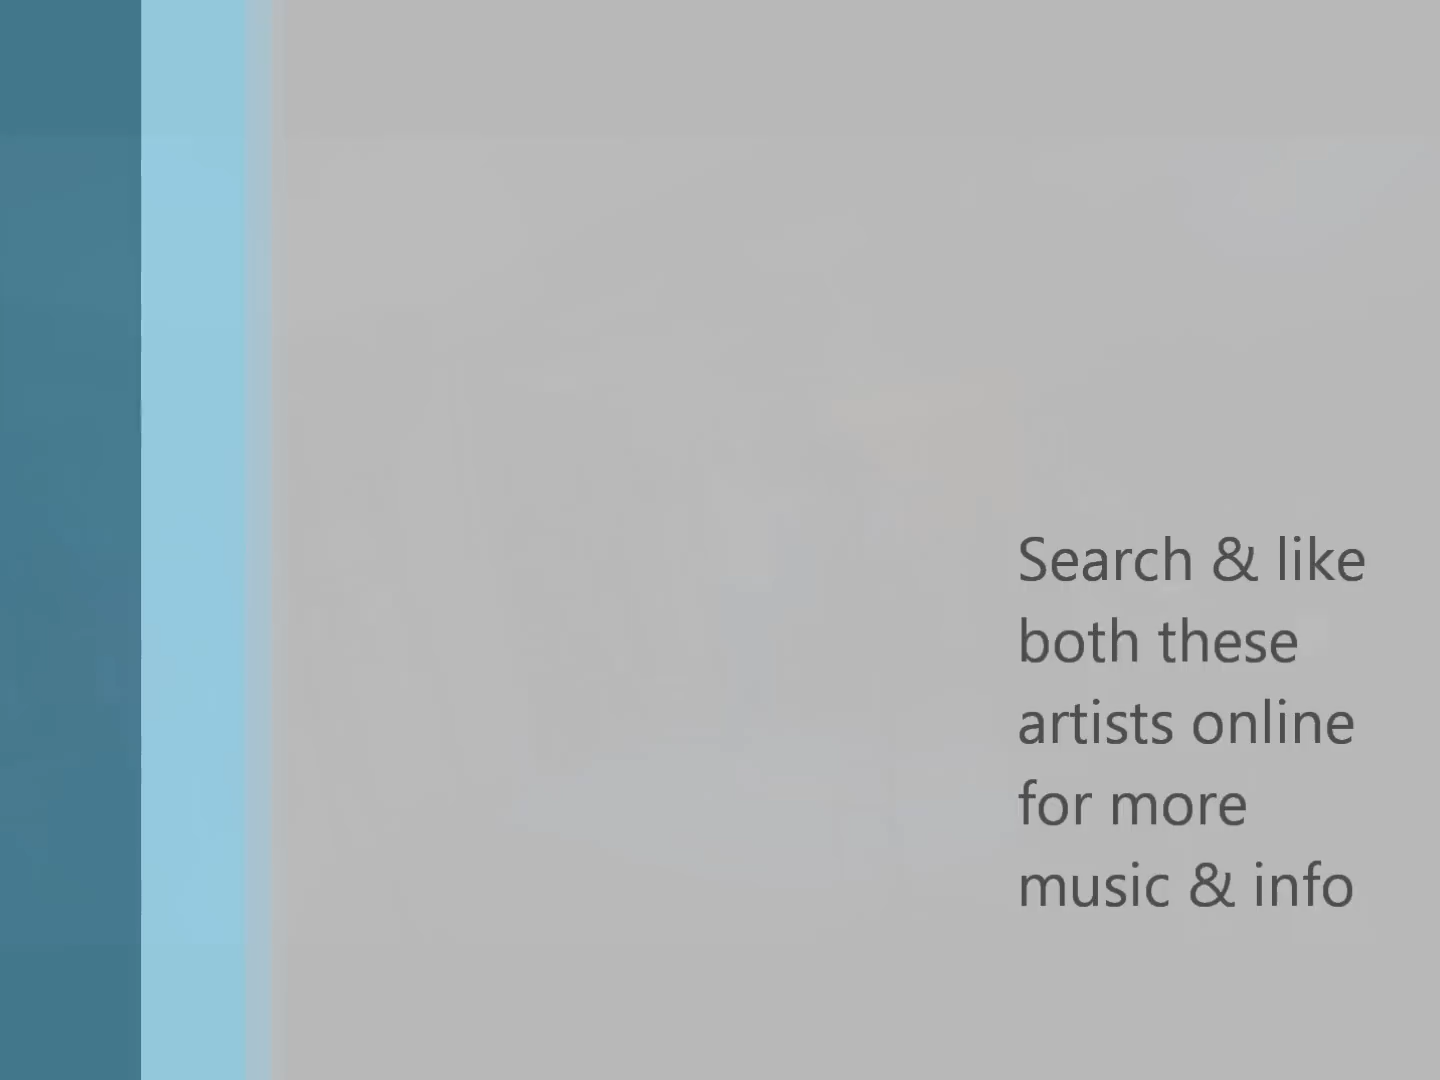 Search & like
both these
artists online
for more
music & info